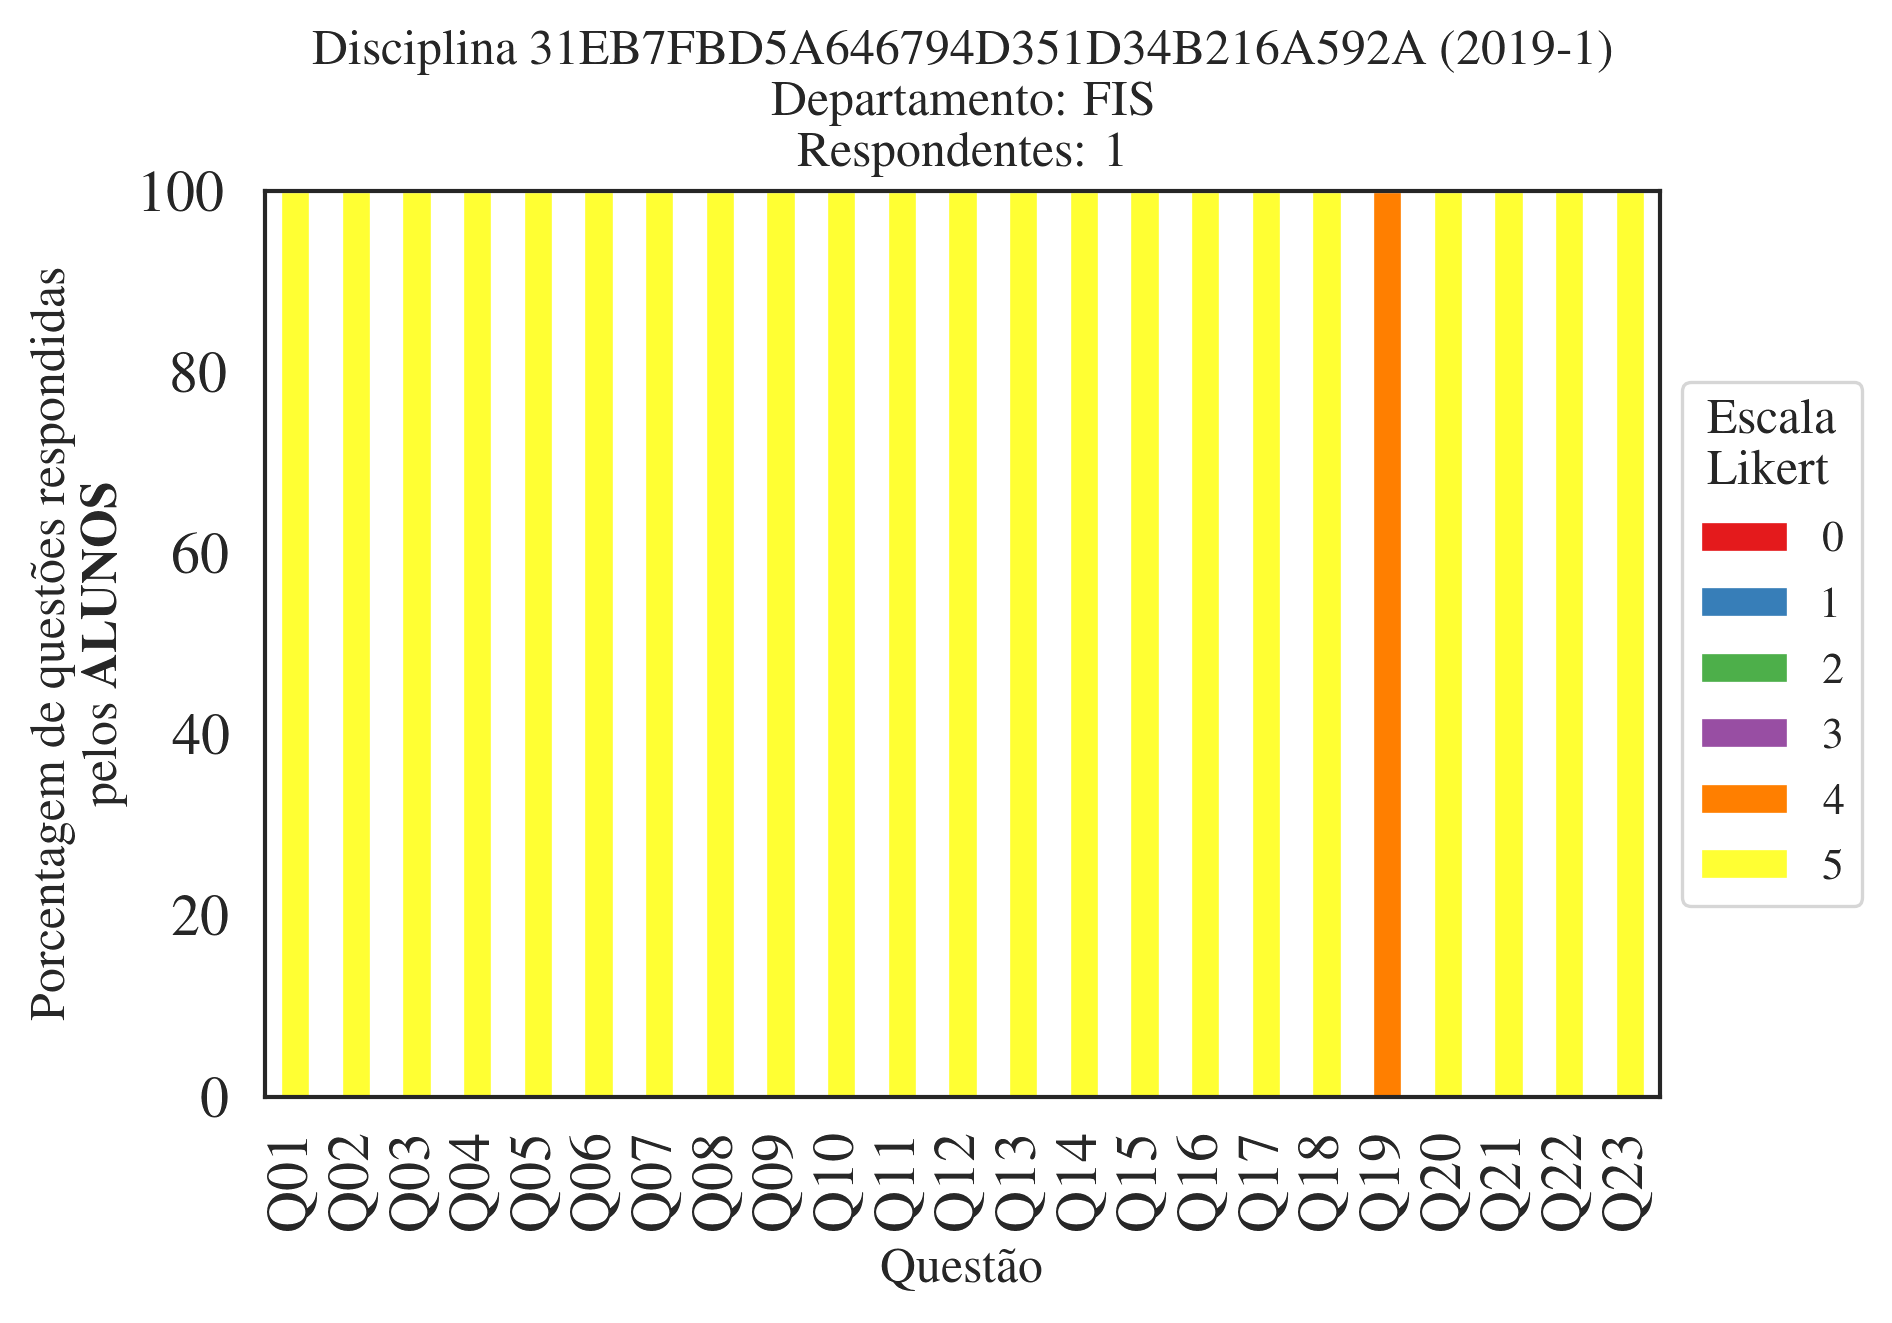 Disciplina 31EB7FBD5A646794D351D34B216A592A (2019-1)
Departamento: FIS
Respondentes: 1
Porcentagem de questões respondidas
pelos ALUNOS
100
80
60
40
20
0
Q01
Q02
Q03
Q04
Q05
Q06
Q07
Q08
Q09
Q10
Q11
Q12
Q13
Q14
Q15
Q16
Q17
Q18
Q19
Q20
Q21
Q22
Q23
Questão
Escala
Likert
0
1
2
3
4
5